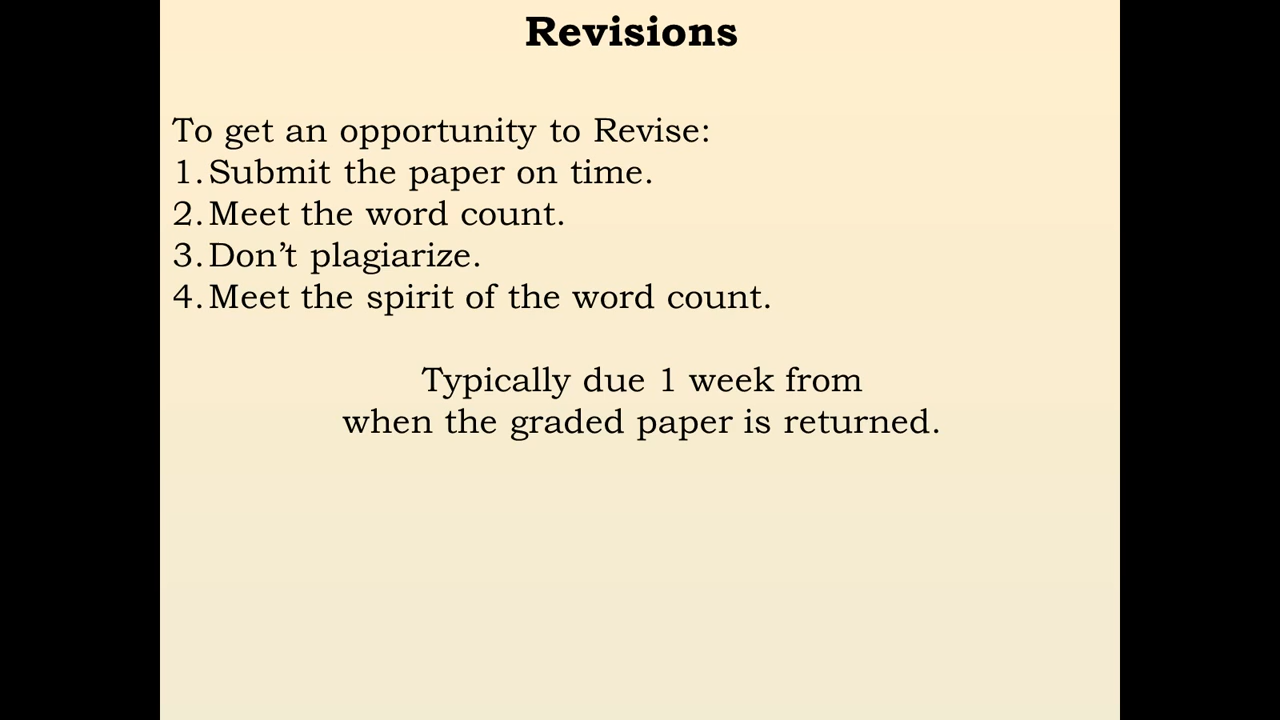 Revisions
To get an opportunity to Revise:
1. Submit the paper on time.
2. Meet the word count.
3. Don’t plagiarize.
4. Meet the spirit of the word count.
Typically due 1 week from
when the graded paper is returned.